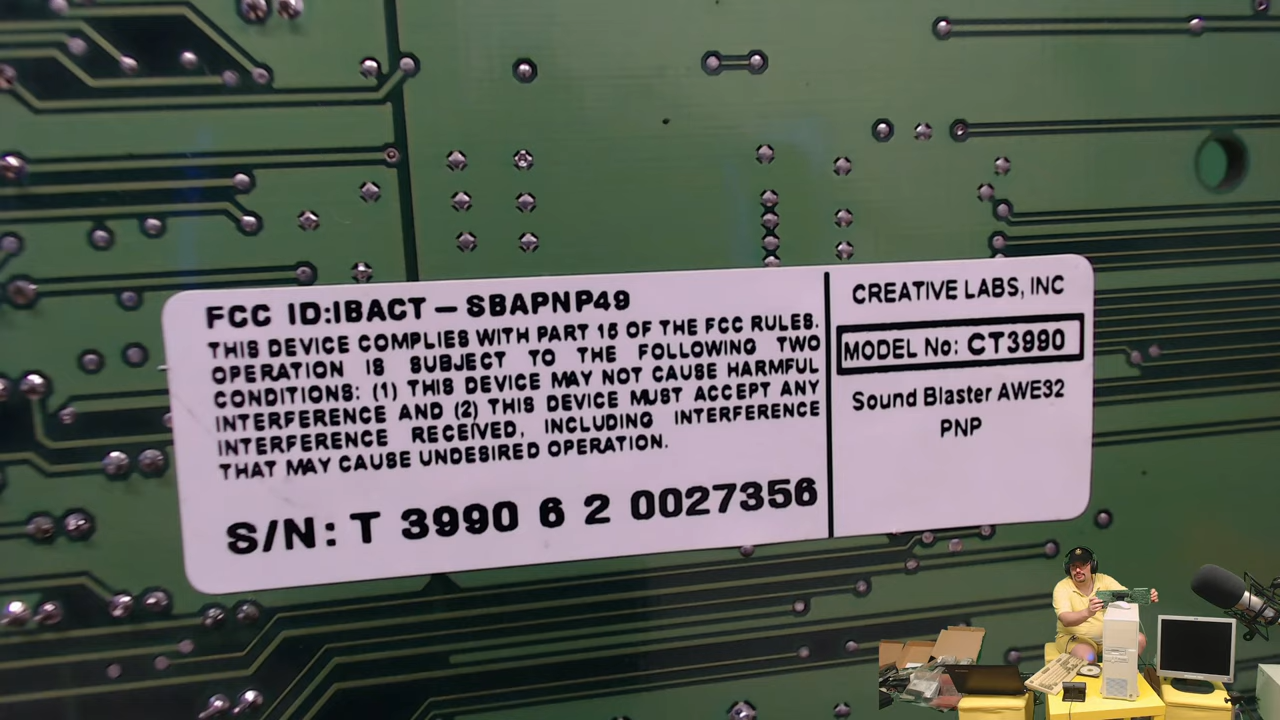 FCC ID:IBACT – SBAPNP49
THIS DEVICE COMPLIES WITH PART 15 OF THE FCC RULES.
OPERATION IS SUBJECT TO THE FOLLOWING TWO
CONDITIONS: (1) THIS DEVICE MAY NOT CAUSE HARMFUL
INTERFERENCE AND (2) THIS DEVICE MUST ACCEPT ANY
INTERFERENCE RECEIVED, INCLUDING INTERFERENCE
THAT MAY CAUSE UNDESIRED OPERATION.
S/N: T 3990 6 2 0027356
CREATIVE LABS, INC
MODEL No: CT3990
Sound Blaster AWE32
PNP